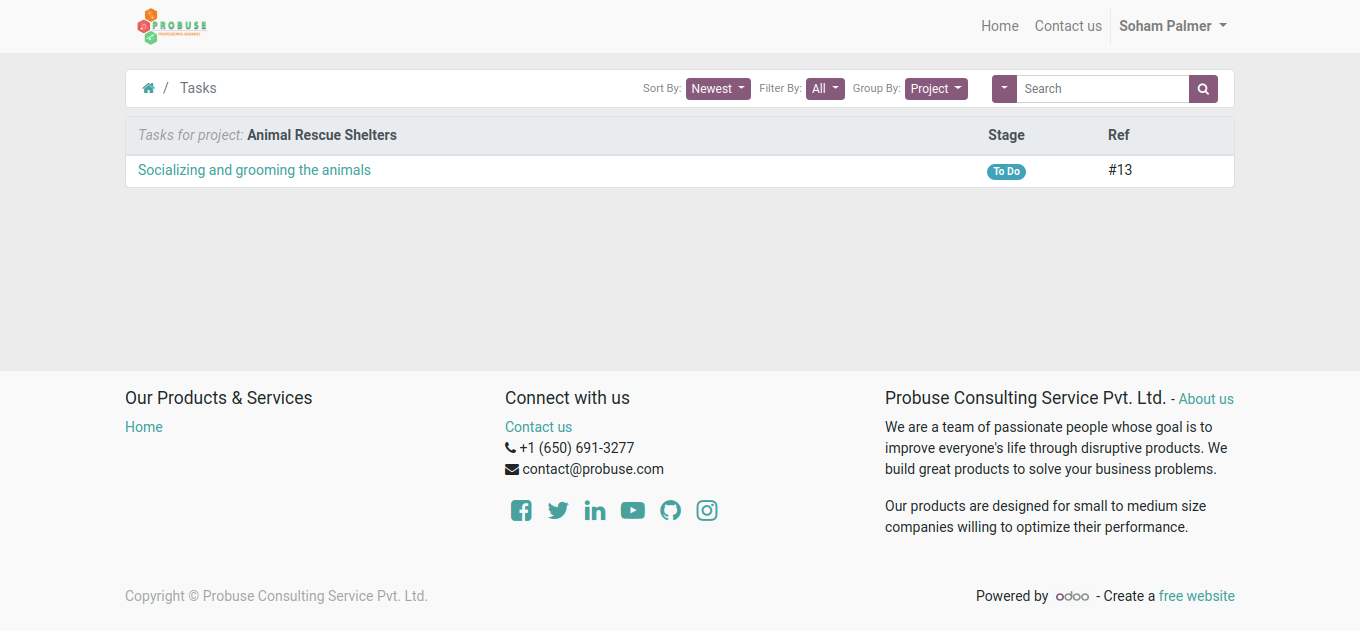 PROBUSE
Home Contact us Soham Palmer
/ Tasks Sort By: Newest Filter By: All Group By: Project Search
Tasks for project: Animal Rescue Shelters Stage Ref
Socializing and grooming the animals To Do #13
Our Products & Services
Home
Connect with us
Contact us
+1 (650) 691-3277
contact@probuse.com
Probuse Consulting Service Pvt. Ltd. - About us
We are a team of passionate people whose goal is to
improve everyone's life through disruptive products. We
build great products to solve your business problems.
Our products are designed for small to medium size
companies willing to optimize their performance.
Copyright © Probuse Consulting Service Pvt. Ltd.
Powered by odoo - Create a free website